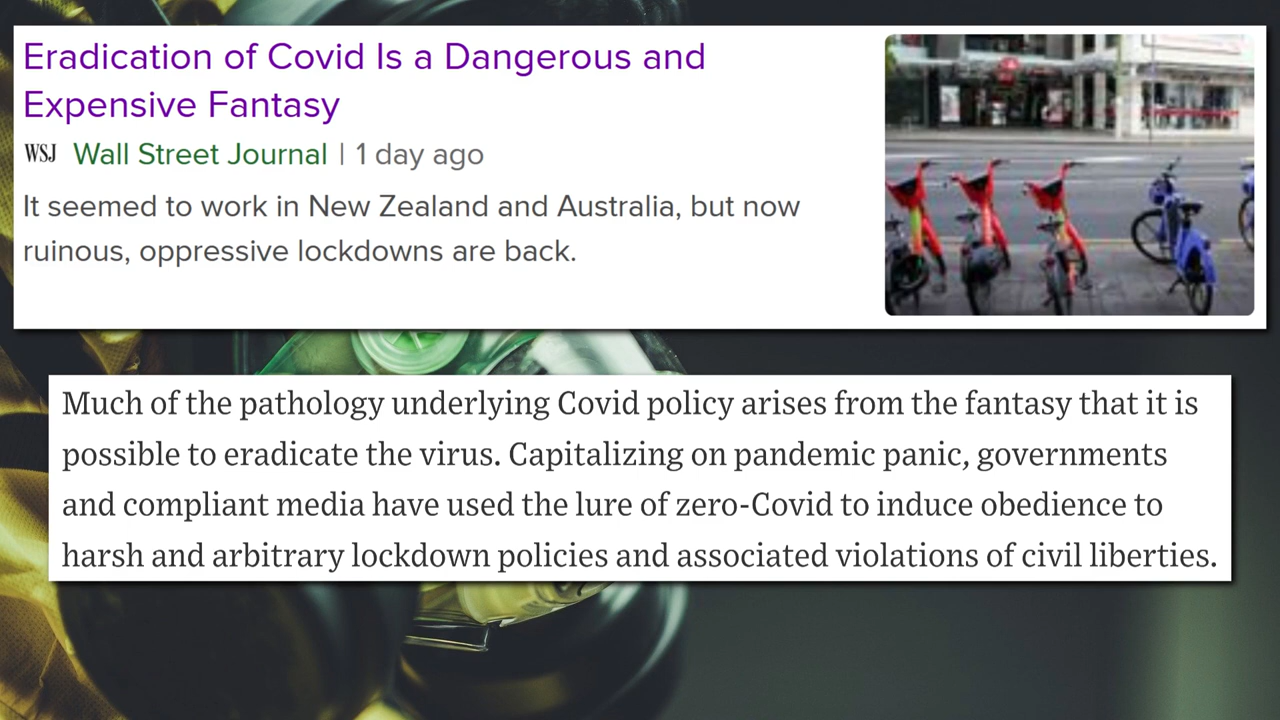 Eradication of Covid Is a Dangerous and
Expensive Fantasy
WSJ Wall Street Journal | 1 day ago
It seemed to work in New Zealand and Australia, but now
ruinous, oppressive lockdowns are back.
Much of the pathology underlying Covid policy arises from the fantasy that it is
possible to eradicate the virus. Capitalizing on pandemic panic, governments
and compliant media have used the lure of zero-Covid to induce obedience to
harsh and arbitrary lockdown policies and associated violations of civil liberties.